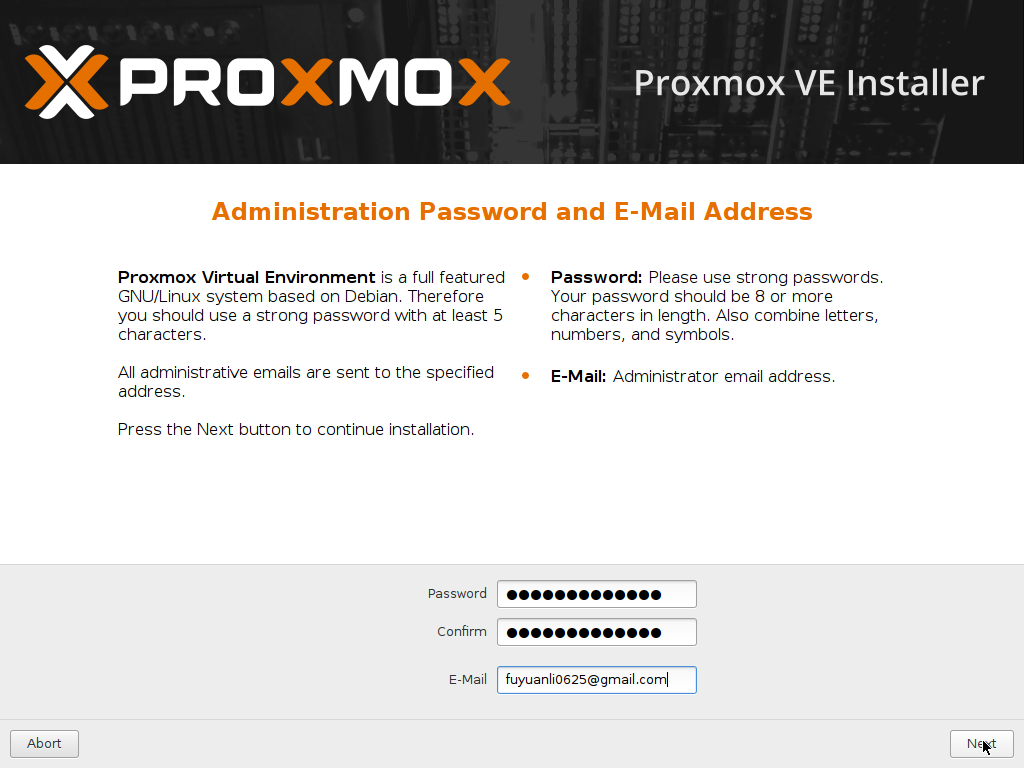 PROXMOX
Proxmox VE Installer
Administration Password and E-Mail Address
Proxmox Virtual Environment is a full featured
GNU/Linux system based on Debian. Therefore
you should use a strong password with at least 5
characters.
All administrative emails are sent to the specified
address.
Press the Next button to continue installation.
Password: Please use strong passwords.
Your password should be 8 or more
characters in length. Also combine letters,
numbers, and symbols.
E-Mail: Administrator email address.
Password ●●●●●●●●●●●●●
Confirm ●●●●●●●●●●●●●
E-Mail fuyuanli0625@gmail.com
Abort
Next